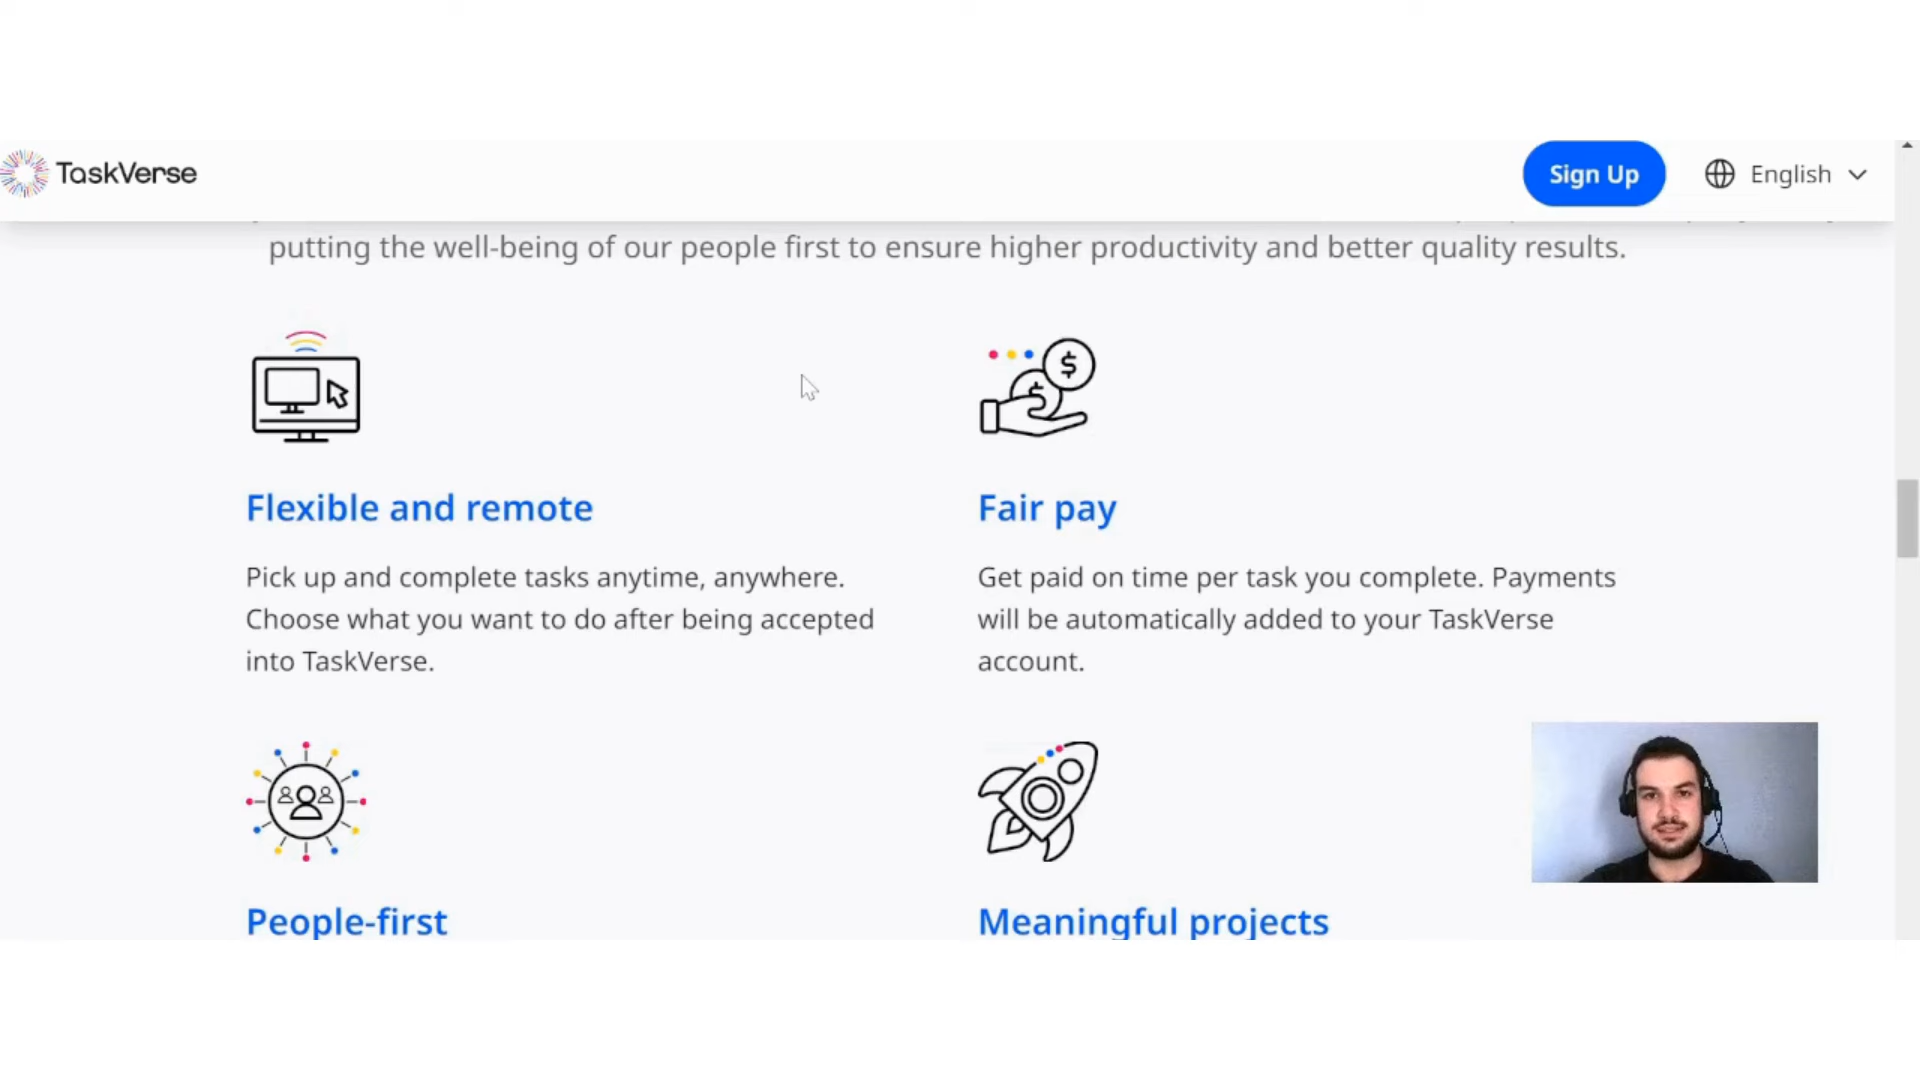 TaskVerse
Sign Up
English
putting the well-being of our people first to ensure higher productivity and better quality results.
Flexible and remote
Fair pay
Pick up and complete tasks anytime, anywhere.
Choose what you want to do after being accepted
into TaskVerse.
Get paid on time per task you complete. Payments
will be automatically added to your TaskVerse
account.
People-first
Meaningful projects